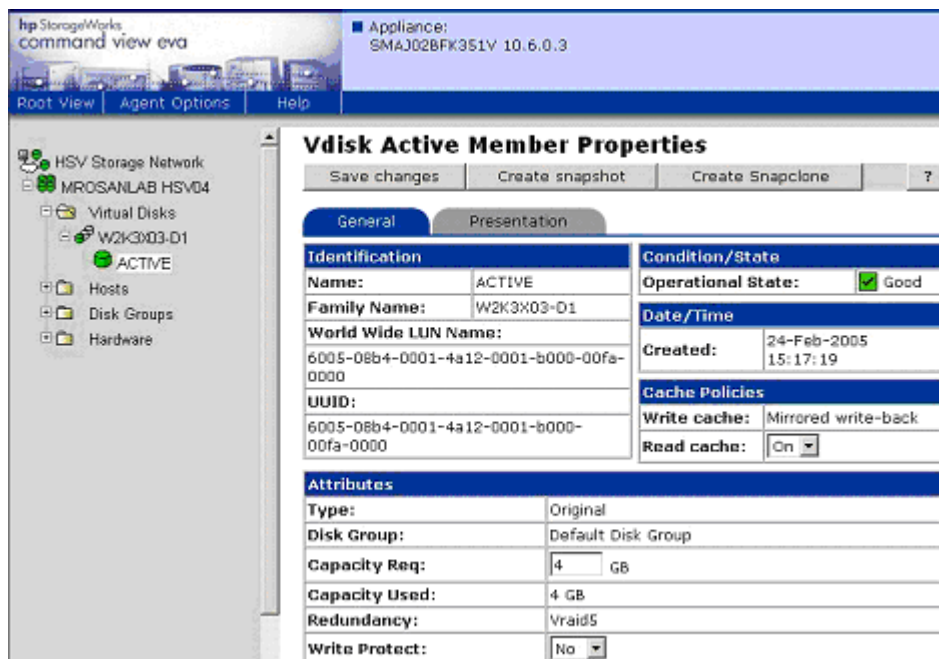 hp StorageWorks
command view eva
Appliance:
SMAJ02BFK351V 10.6.0.3
Root View Agent Options Help
HSV Storage Network
MROSANLAB HSV04
Virtual Disks
W2K3X03-D1
ACTIVE
Hosts
Disk Groups
Hardware
Vdisk Active Member Properties
Save changes Create snapshot Create Snapclone ?
General Presentation
Identification
Name: ACTIVE
Family Name: W2K3X03-D1
World Wide LUN Name:
6005-08b4-0001-4a12-0001-b000-00fa-
0000
UUID:
6005-08b4-0001-4a12-0001-b000-
00fa-0000
Condition/State
Operational State: Good
Date/Time
Created: 24-Feb-2005
15:17:19
Cache Policies
Write cache: Mirrored write-back
Read cache: On
Attributes
Type: Original
Disk Group: Default Disk Group
Capacity Req: 4 GB
Capacity Used: 4 GB
Redundancy: Vraid5
Write Protect: No